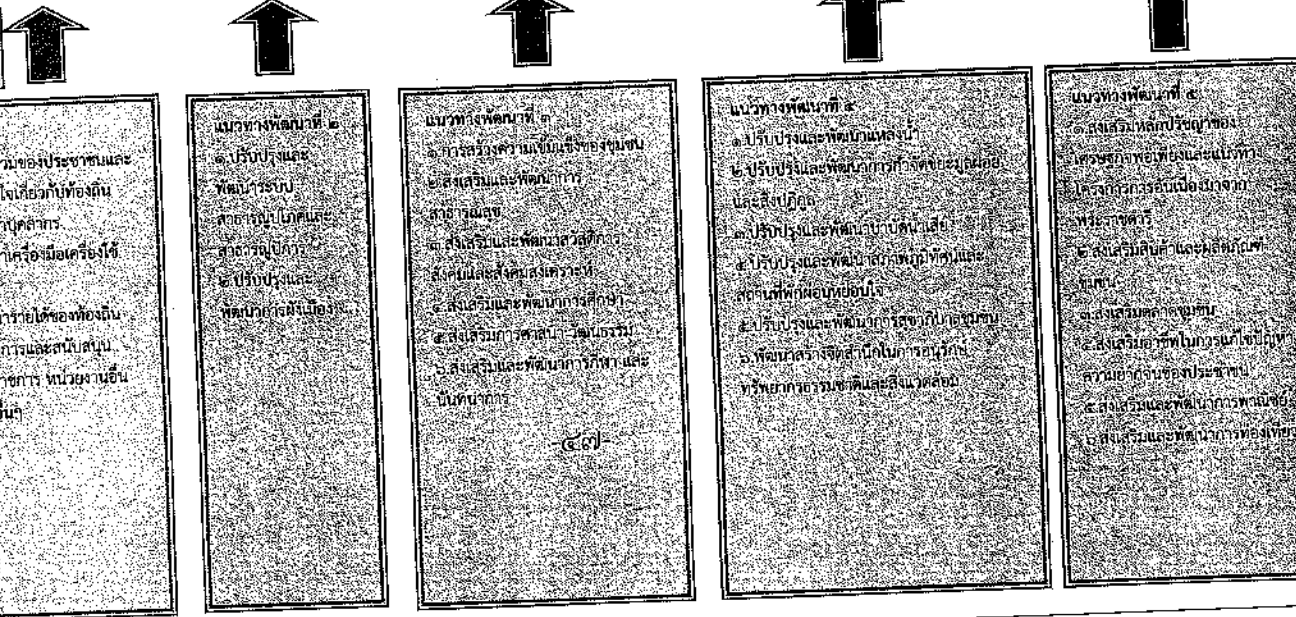 วมของประชาชนและ
ใจเกี่ยวกับท้องถิ่น
าบุคลากร
าเครื่องมือเครื่องใช้
ารายได้ของท้องถิ่น
การและสนับสนุน
าชการ หน่วยงานอื่น
อื่นๆ
แนวทางพัฒนาที่ ๒
๑.ปรับปรุงและ
พัฒนาระบบ
สาธารณูปโภคและ
สาธารณูปการ
๒.ปรับปรุงและ
พัฒนาการผังเมือง
แนวทางพัฒนาที่ ๓
๑.การสร้างความเข้มแข็งของชุมชน
๒.ส่งเสริมและพัฒนาการ
สาธารณสุข
๓.ส่งเสริมและพัฒนาสวัสดิการ
สังคมและสังคมสงเคราะห์
๔.ส่งเสริมและพัฒนาการศึกษา
๕.ส่งเสริมการศาสนา-วัฒนธรรม
๖.ส่งเสริมและพัฒนาการกีฬา และ
นันทนาการ
-๔๗-
แนวทางพัฒนาที่ ๔
๑.ปรับปรุงและพัฒนาแหล่งน้ำ
๒.ปรับปรุงและพัฒนาการกำจัดขยะมูลฝอย
และสิ่งปฏิกูล
๓.ปรับปรุงและพัฒนาบำบัดน้ำเสีย
๔.ปรับปรุงและพัฒนาสภาพภูมิทัศน์และ
สถานที่พักผ่อนหย่อนใจ
๕.ปรับปรุงและพัฒนาการสุขาภิบาลชุมชน
๖.พัฒนาสร้างจิตสำนึกในการอนุรักษ์
ทรัพยากรธรรมชาติและสิ่งแวดล้อม
แนวทางพัฒนาที่ ๕
๑.ส่งเสริมหลักปรัชญาของ
เศรษฐกิจพอเพียงและแนวทาง
โครงการการอันเนื่องมาจาก
พระราชดำริ
๒.ส่งเสริมสินค้าและผลิตภัณฑ์
ชุมชน
๓.ส่งเสริมตลาดชุมชน
๔.ส่งเสริมอาชีพในการแก้ไขปัญหา
ความยากจนของประชาชน
๕.ส่งเสริมและพัฒนาการพาณิชย์
๖.ส่งเสริมและพัฒนาการท่องเที่ยว